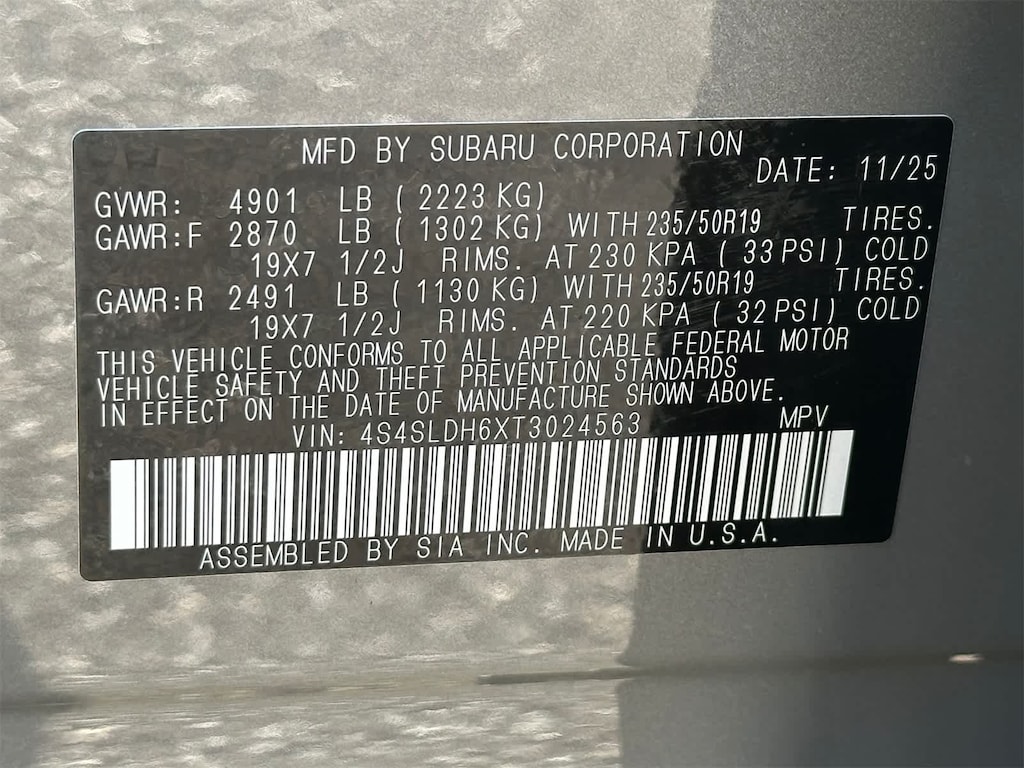 MFD BY SUBARU CORPORATION
DATE: 11/25
GVWR: 4901 LB ( 2223 KG)
GAWR:F 2870 LB ( 1302 KG) WITH 235/50R19 TIRES.
19X7 1/2J RIMS. AT 230 KPA ( 33 PSI) COLD
GAWR:R 2491 LB ( 1130 KG) WITH 235/50R19 TIRES.
19X7 1/2J RIMS. AT 220 KPA ( 32 PSI) COLD
THIS VEHICLE CONFORMS TO ALL APPLICABLE FEDERAL MOTOR
VEHICLE SAFETY AND THEFT PREVENTION STANDARDS
IN EFFECT ON THE DATE OF MANUFACTURE SHOWN ABOVE.
VIN: 4S4SLDH6XT3024563 MPV
ASSEMBLED BY SIA INC. MADE IN U.S.A.